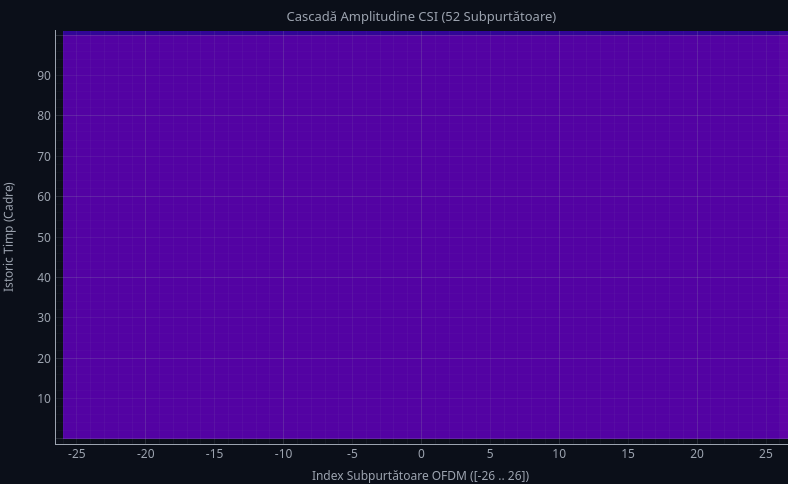 Cascadă Amplitudine CSI (52 Subpurtătoare)
Istoric Timp (Cadre)
90
80
70
60
50
40
30
20
10
-25 -20 -15 -10 -5 0 5 10 15 20 25
Index Subpurtătoare OFDM ([-26 .. 26])